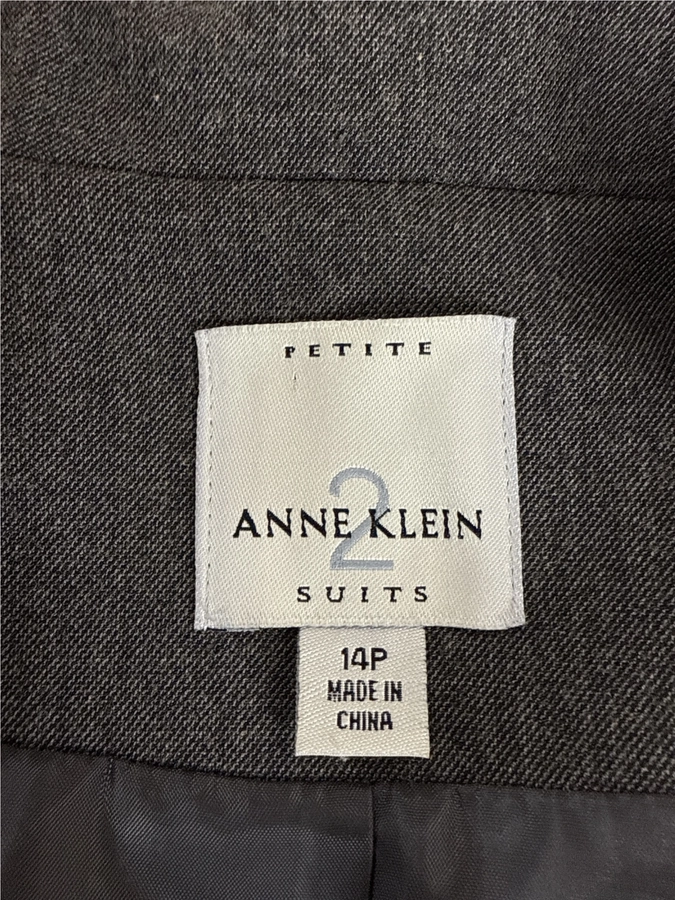 PETITE
2
ANNE KLEIN
SUITS
14P
MADE IN
CHINA